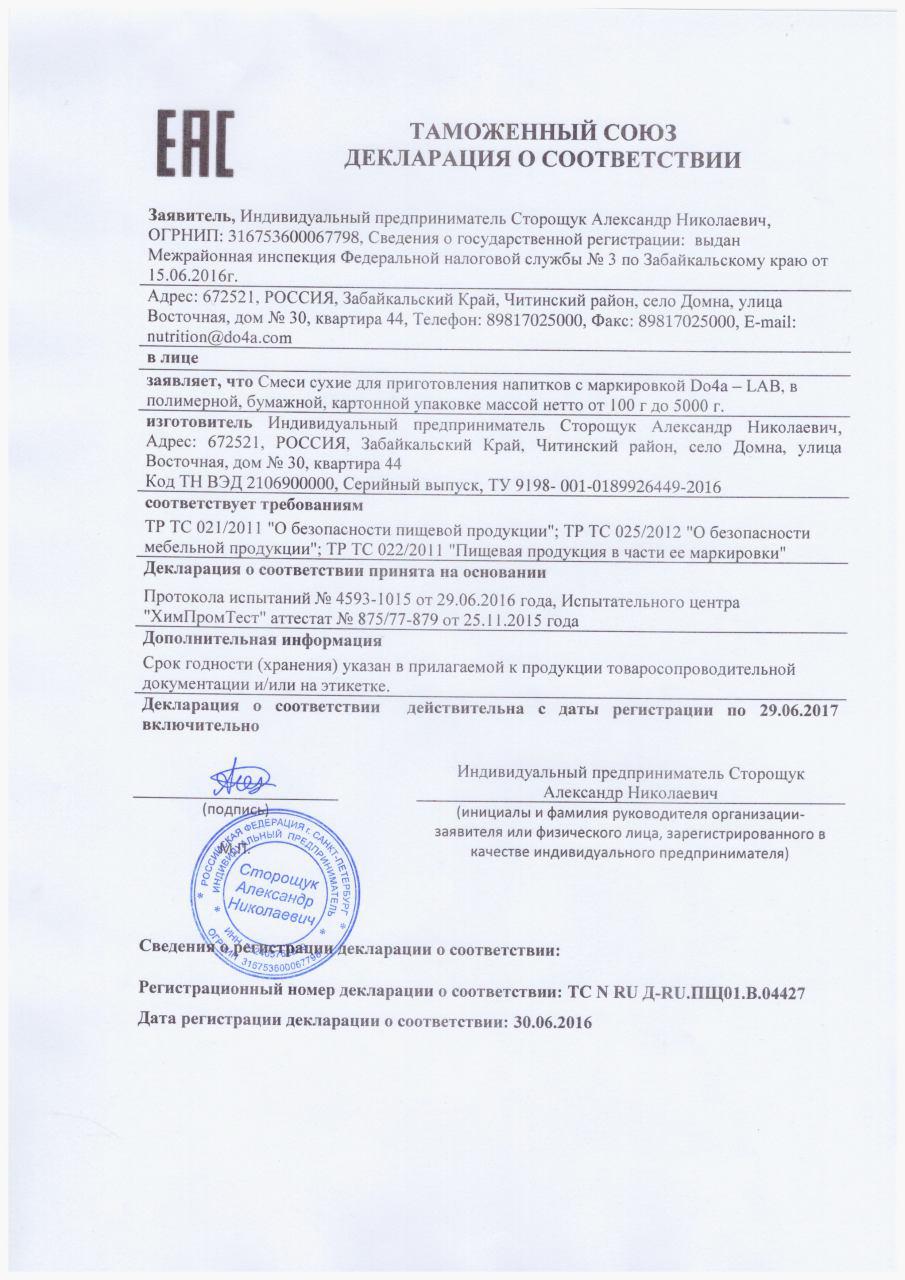 ЕАС
ТАМОЖЕННЫЙ СОЮЗ
ДЕКЛАРАЦИЯ О СООТВЕТСТВИИ
Заявитель, Индивидуальный предприниматель Сторощук Александр Николаевич,
ОГРНИП: 316753600067798, Сведения о государственной регистрации: выдан
Межрайонная инспекция Федеральной налоговой службы № 3 по Забайкальскому краю от
15.06.2016г.
Адрес: 672521, РОССИЯ, Забайкальский Край, Читинский район, село Домна, улица
Восточная, дом № 30, квартира 44, Телефон: 89817025000, Факс: 89817025000, E-mail:
nutrition@do4a.com
в лице
заявляет, что Смеси сухие для приготовления напитков с маркировкой Do4a – LAB, в
полимерной, бумажной, картонной упаковке массой нетто от 100 г до 5000 г.
изготовитель Индивидуальный предприниматель Сторощук Александр Николаевич,
Адрес: 672521, РОССИЯ, Забайкальский Край, Читинский район, село Домна, улица
Восточная, дом № 30, квартира 44
Код ТН ВЭД 2106900000, Серийный выпуск, ТУ 9198- 001-0189926449-2016
соответствует требованиям
ТР ТС 021/2011 "О безопасности пищевой продукции"; ТР ТС 025/2012 "О безопасности
мебельной продукции"; ТР ТС 022/2011 "Пищевая продукция в части ее маркировки"
Декларация о соответствии принята на основании
Протокола испытаний № 4593-1015 от 29.06.2016 года, Испытательного центра
"ХимПромТест" аттестат № 875/77-879 от 25.11.2015 года
Дополнительная информация
Срок годности (хранения) указан в прилагаемой к продукции товаросопроводительной
документации и/или на этикетке.
Декларация о соответствии действительна с даты регистрации по 29.06.2017
включительно
Индивидуальный предприниматель Сторощук
Александр Николаевич
(подпись)
(инициалы и фамилия руководителя организации-
заявителя или физического лица, зарегистрированного в
качестве индивидуального предпринимателя)
М.П.
РОССИЙСКАЯ ФЕДЕРАЦИЯ г. САНКТ-ПЕТЕРБУРГ
ИНДИВИДУАЛЬНЫЙ ПРЕДПРИНИМАТЕЛЬ
Сторощук
Александр
Николаевич
ИНН
ОГРНИП 316753600067798
Сведения о регистрации декларации о соответствии:
Регистрационный номер декларации о соответствии: ТС N RU Д-RU.ПЩ01.В.04427
Дата регистрации декларации о соответствии: 30.06.2016